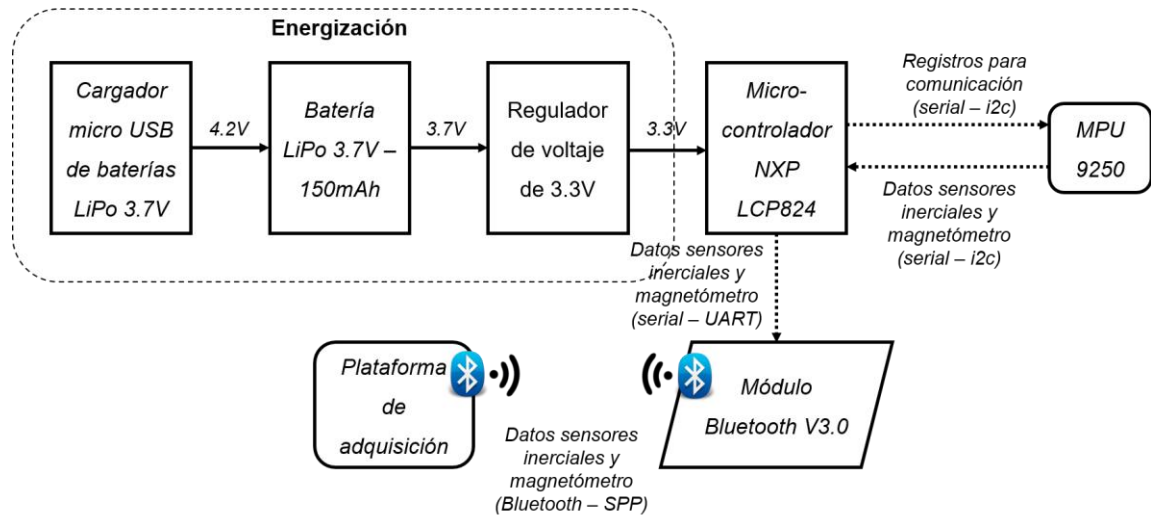 Energización
Cargador
micro USB
de baterías
LiPo 3.7V
4.2V
Batería
LiPo 3.7V –
150mAh
3.7V
Regulador
de voltaje
de 3.3V
3.3V
Micro-
controlador
NXP
LCP824
Registros para
comunicación
(serial – i2c)
MPU
9250
Datos sensores
inerciales y
magnetómetro
(serial – i2c)
Datos sensores
inerciales y
magnetómetro
(serial – UART)
Plataforma
de
adquisición
Módulo
Bluetooth V3.0
Datos sensores
inerciales y
magnetómetro
(Bluetooth – SPP)